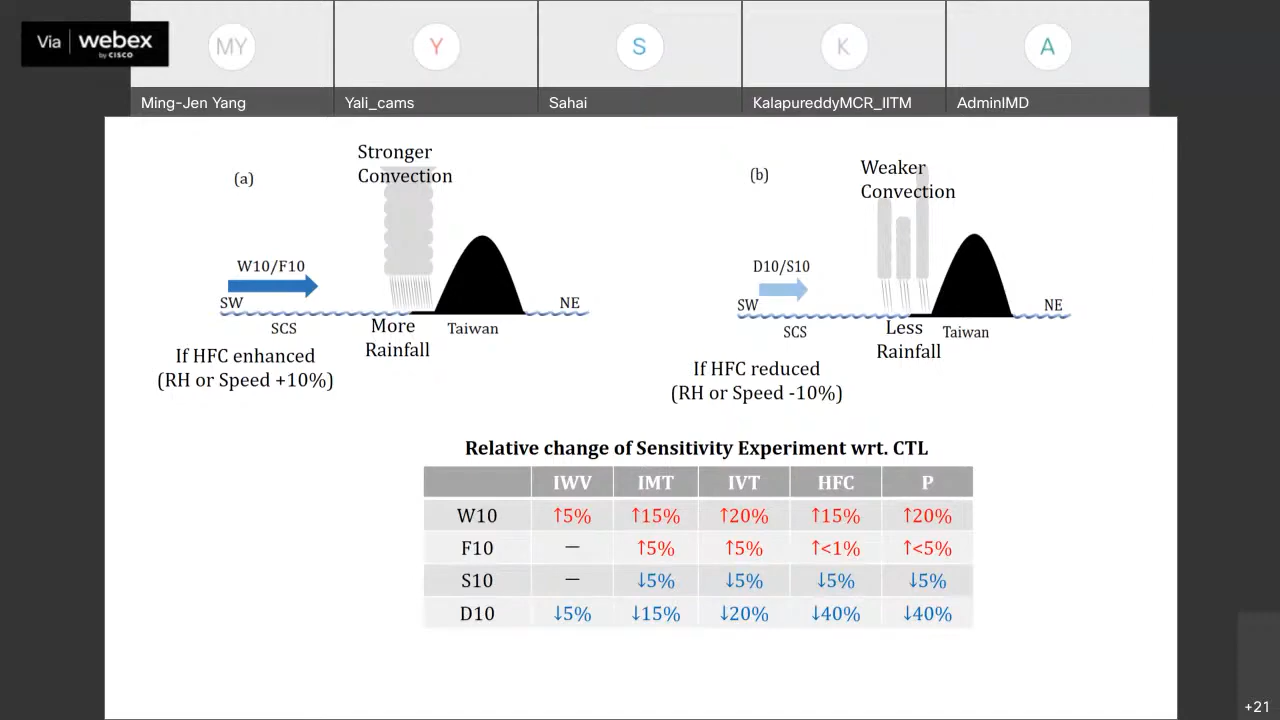 Via webex
by CISCO
MY
Y
S
K
A
Ming-Jen Yang
Yali_cams
Sahai
KalapureddyMCR_IITM
AdminIMD
(a)
Stronger
Convection
W10/F10
SW
NE
SCS
More
Rainfall
Taiwan
If HFC enhanced
(RH or Speed +10%)
(b)
Weaker
Convection
D10/S10
SW
NE
SCS
Less
Rainfall
Taiwan
If HFC reduced
(RH or Speed -10%)
Relative change of Sensitivity Experiment wrt. CTL
IWV IMT IVT HFC P
W10 ↑5% ↑15% ↑20% ↑15% ↑20%
F10 — ↑5% ↑5% ↑<1% ↑<5%
S10 — ↓5% ↓5% ↓5% ↓5%
D10 ↓5% ↓15% ↓20% ↓40% ↓40%
+21